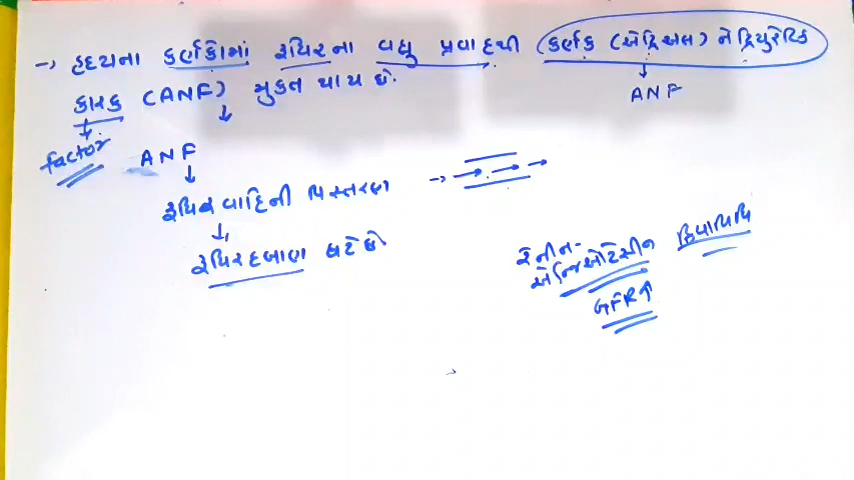 → હૃદયના કર્ણકોમાં રુધિરના વધુ પ્રવાહથી (કર્ણક (એટ્રિઅલ) નેટ્રિયુરેટિક
કારક (ANF) મુક્ત થાય છે.
↓
ANF
↓
factor
ANF
↓
રુધિરવાહિની વિસ્તરણ → → → →
↓
રુધિરદબાણ ઘટે છે
રેનીન-
એન્જિઓટેન્સીન ક્રિયાવિધિ
GFR↑